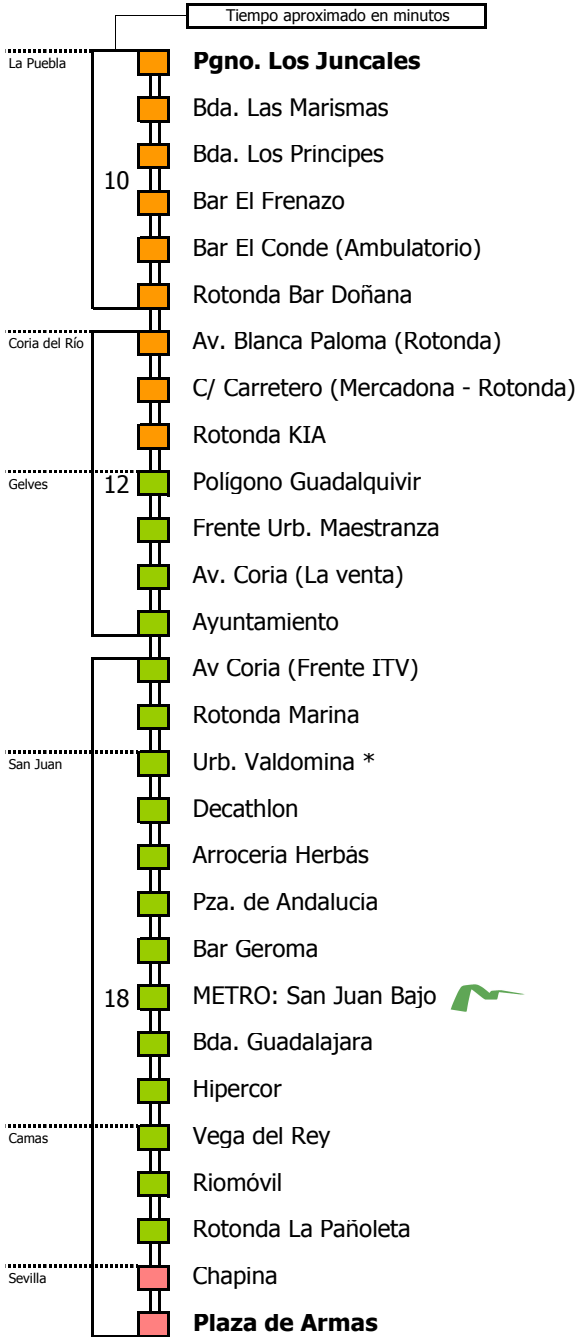 Tiempo aproximado en minutos
La Puebla
Pgno. Los Juncales
Bda. Las Marismas
Bda. Los Principes
10
Bar El Frenazo
Bar El Conde (Ambulatorio)
Rotonda Bar Doñana
Coria del Río
Av. Blanca Paloma (Rotonda)
C/ Carretero (Mercadona - Rotonda)
Rotonda KIA
Gelves
12
Polígono Guadalquivir
Frente Urb. Maestranza
Av. Coria (La venta)
Ayuntamiento
Av Coria (Frente ITV)
Rotonda Marina
San Juan
Urb. Valdomina *
Decathlon
Arroceria Herbás
Pza. de Andalucía
Bar Geroma
18
METRO: San Juan Bajo
Bda. Guadalajara
Hipercor
Camas
Vega del Rey
Riomóvil
Rotonda La Pañoleta
Sevilla
Chapina
Plaza de Armas